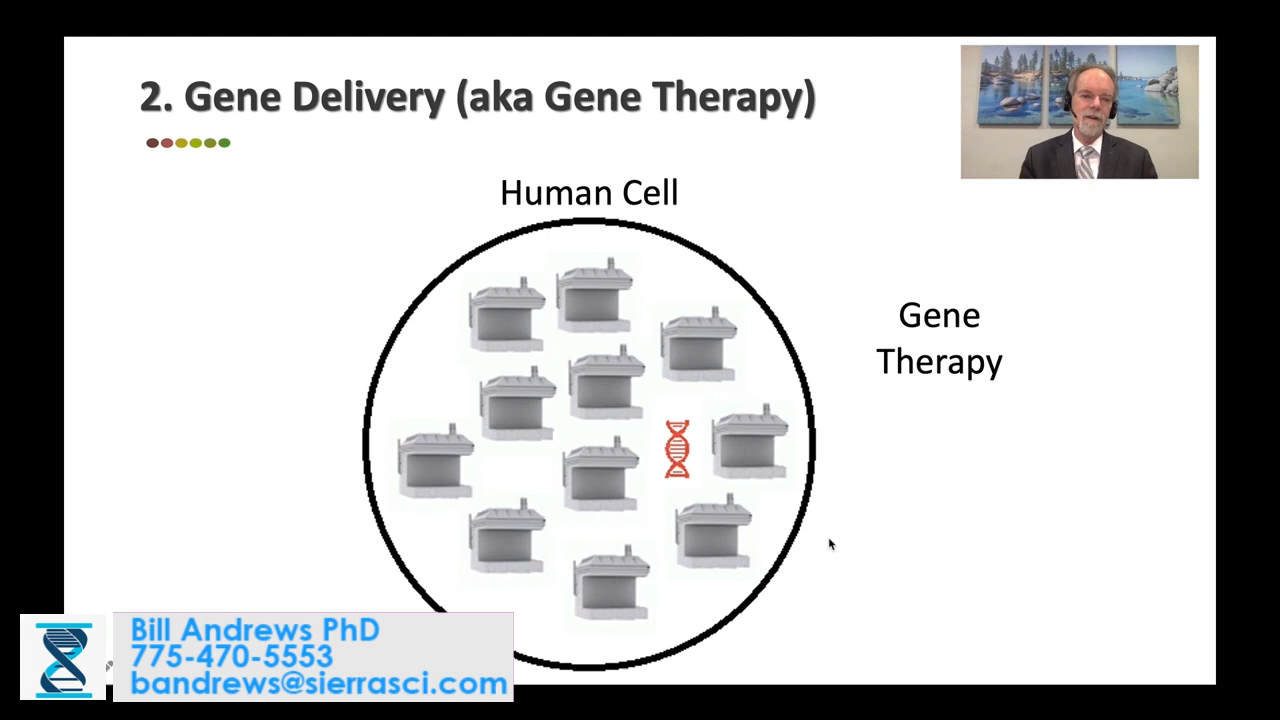 2. Gene Delivery (aka Gene Therapy)
Human Cell
Gene
Therapy
Bill Andrews PhD
775-470-5553
bandrews@sierrasci.com